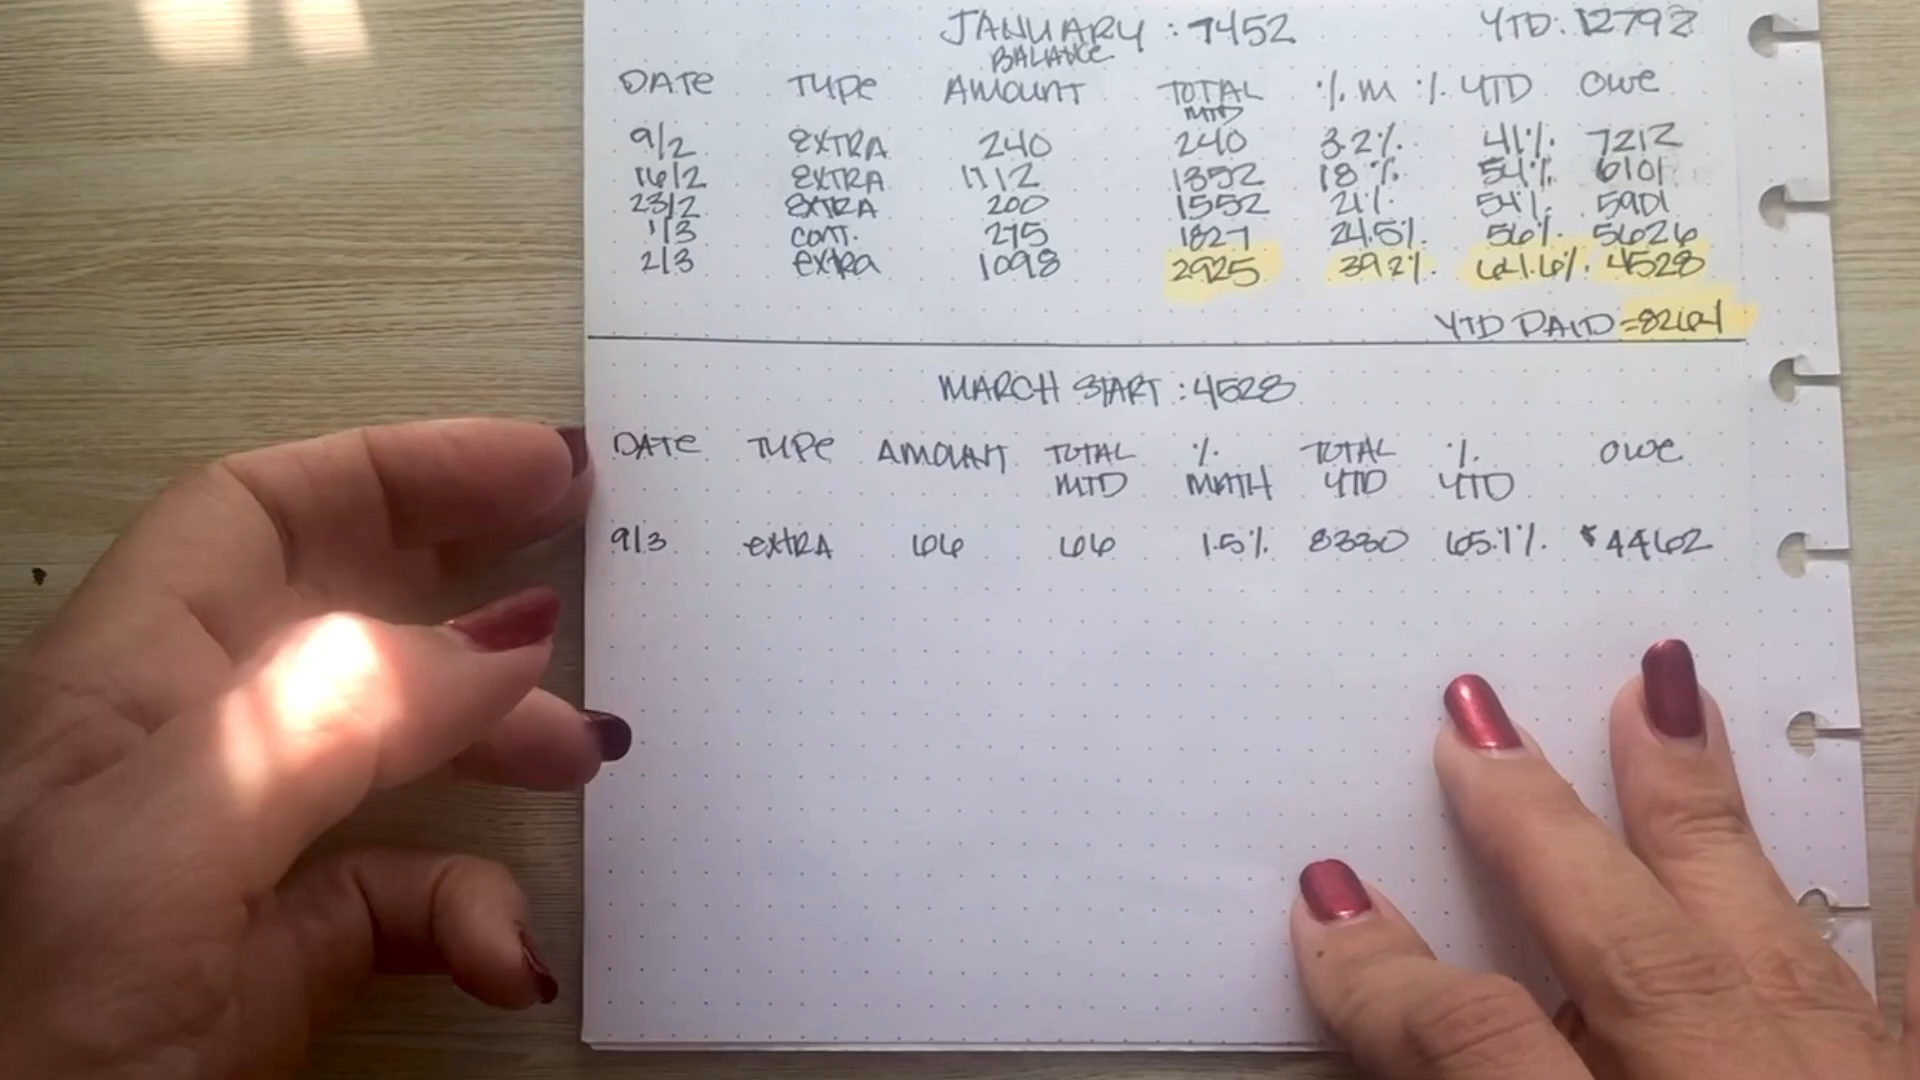 JANUARY : 7452 YTD: 12792
BALANCE
DATE TYPE AMOUNT TOTAL MTD %. M %. YTD OWE
9/2 EXTRA 240 240 3.2%. 41%. 7212
16/2 EXTRA 1112 1352 18%. 54%. 6101
23/2 EXTRA 200 1552 21%. 54%. 5901
1/3 CONT. 275 1827 24.5%. 56%. 5626
2/3 extra 1098 2925 39.2%. 64.6%. 4528
YTD PAID = 8264
MARCH START : 4528
DATE TYPE AMOUNT TOTAL %. TOTAL %. OWE
MTD MNTH YTD YTD
9/3 EXTRA 66 66 1.5%. 8330 65.1%. $4462